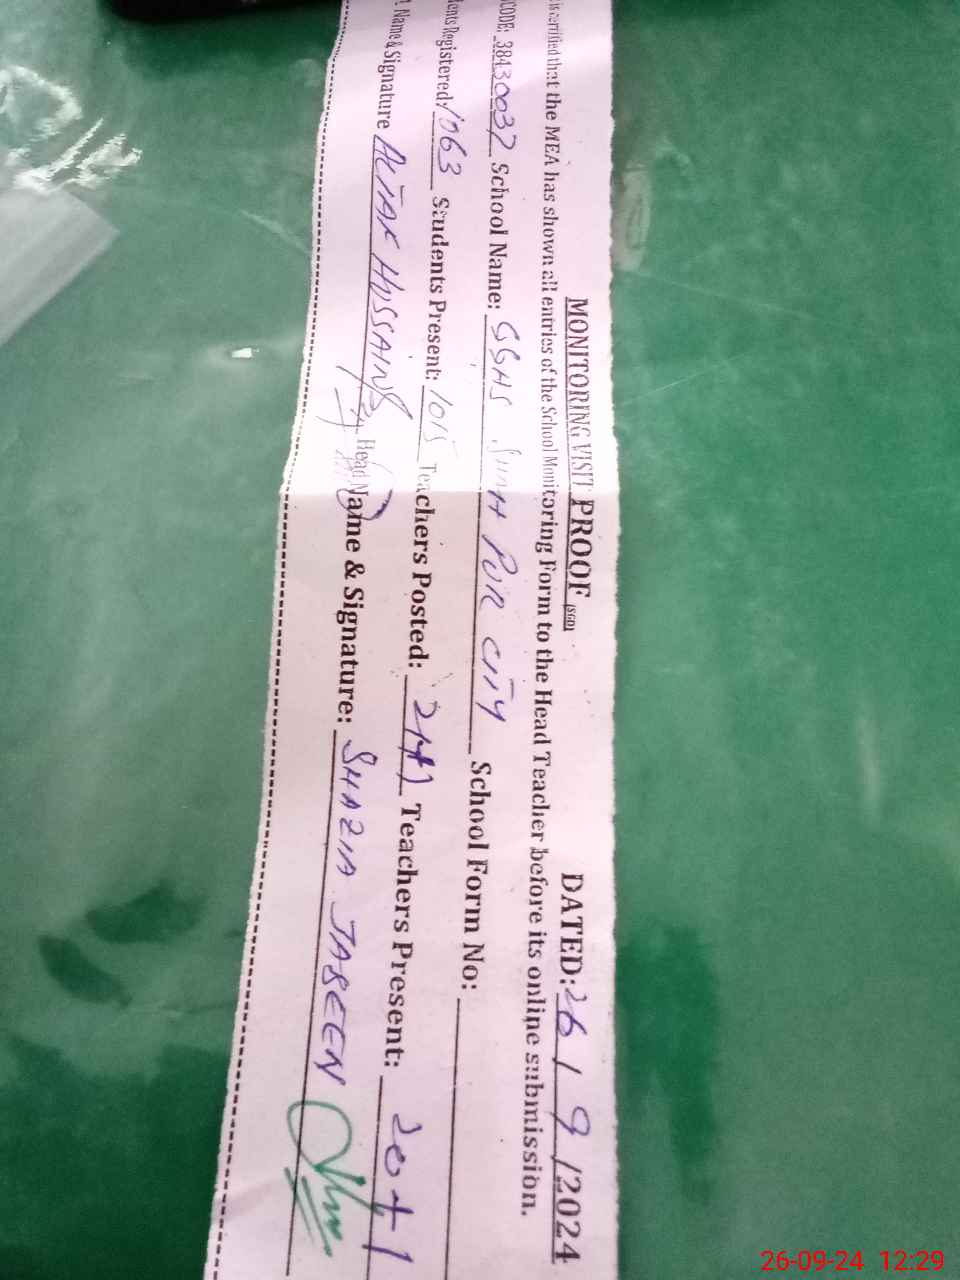 MONITORING VISIT PROOF (SGD) DATED: 26 / 9 /2024
is certified that the MEA has shown all entries of the School Monitoring Form to the Head Teacher before its online submission.
CODE: 38430037 School Name: GGHS SHAH PUR CITY School Form No:
dents Registered: 1063 Students Present: 1015 Teachers Posted: 21+1 Teachers Present: 20+1
Name & Signature ALTAF HUSSAIN Head Name & Signature: SHAZIA JABEEN
26-09-24 12:29